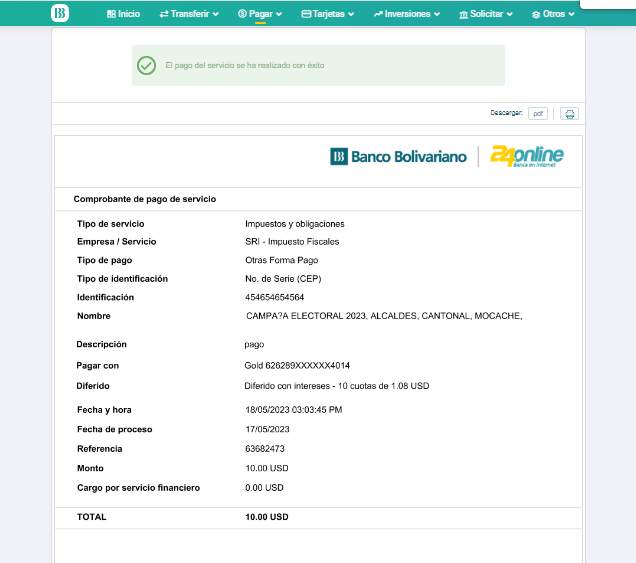 Inicio Transferir Pagar Tarjetas Inversiones Solicitar Otros
El pago del servicio se ha realizado con éxito
Descargar: pdf
Banco Bolivariano 24online
Banca en Internet
Comprobante de pago de servicio
Tipo de servicio Impuestos y obligaciones
Empresa / Servicio SRI - Impuesto Fiscales
Tipo de pago Otras Forma Pago
Tipo de identificación No. de Serie (CEP)
Identificación 454654654564
Nombre CAMPA?A ELECTORAL 2023, ALCALDES, CANTONAL, MOCACHE,
Descripción pago
Pagar con Gold 626289XXXXXX4014
Diferido Diferido con intereses - 10 cuotas de 1.08 USD
Fecha y hora 18/05/2023 03:03:45 PM
Fecha de proceso 17/05/2023
Referencia 63682473
Monto 10.00 USD
Cargo por servicio financiero 0.00 USD
TOTAL 10.00 USD